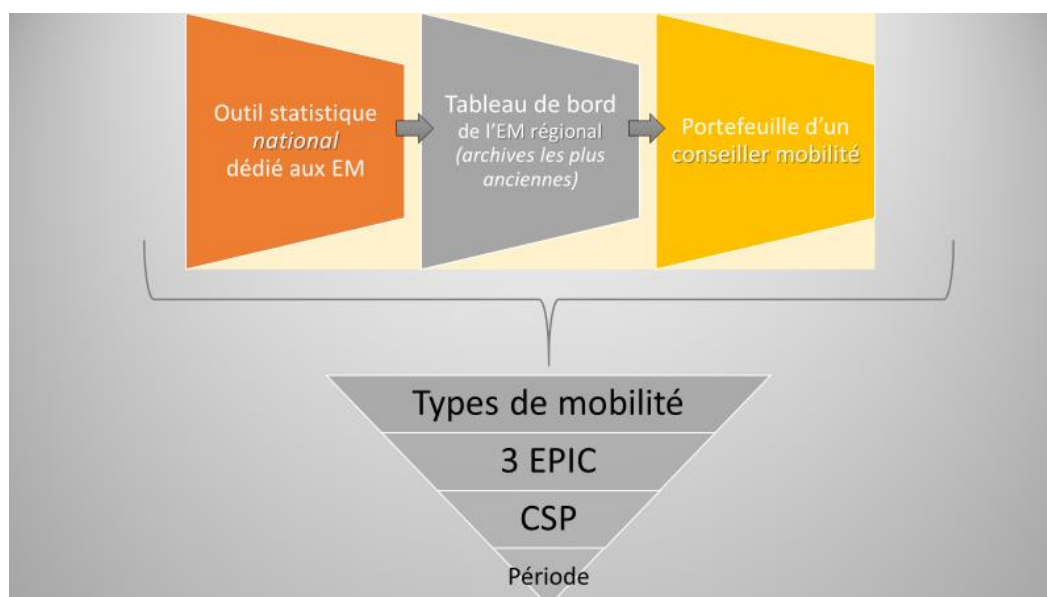 Outil statistique
national
dédié aux EM
Tableau de bord
de l'EM régional
(archives les plus
anciennes)
Portefeuille d'un
conseiller mobilité
Types de mobilité
3 EPIC
CSP
Période